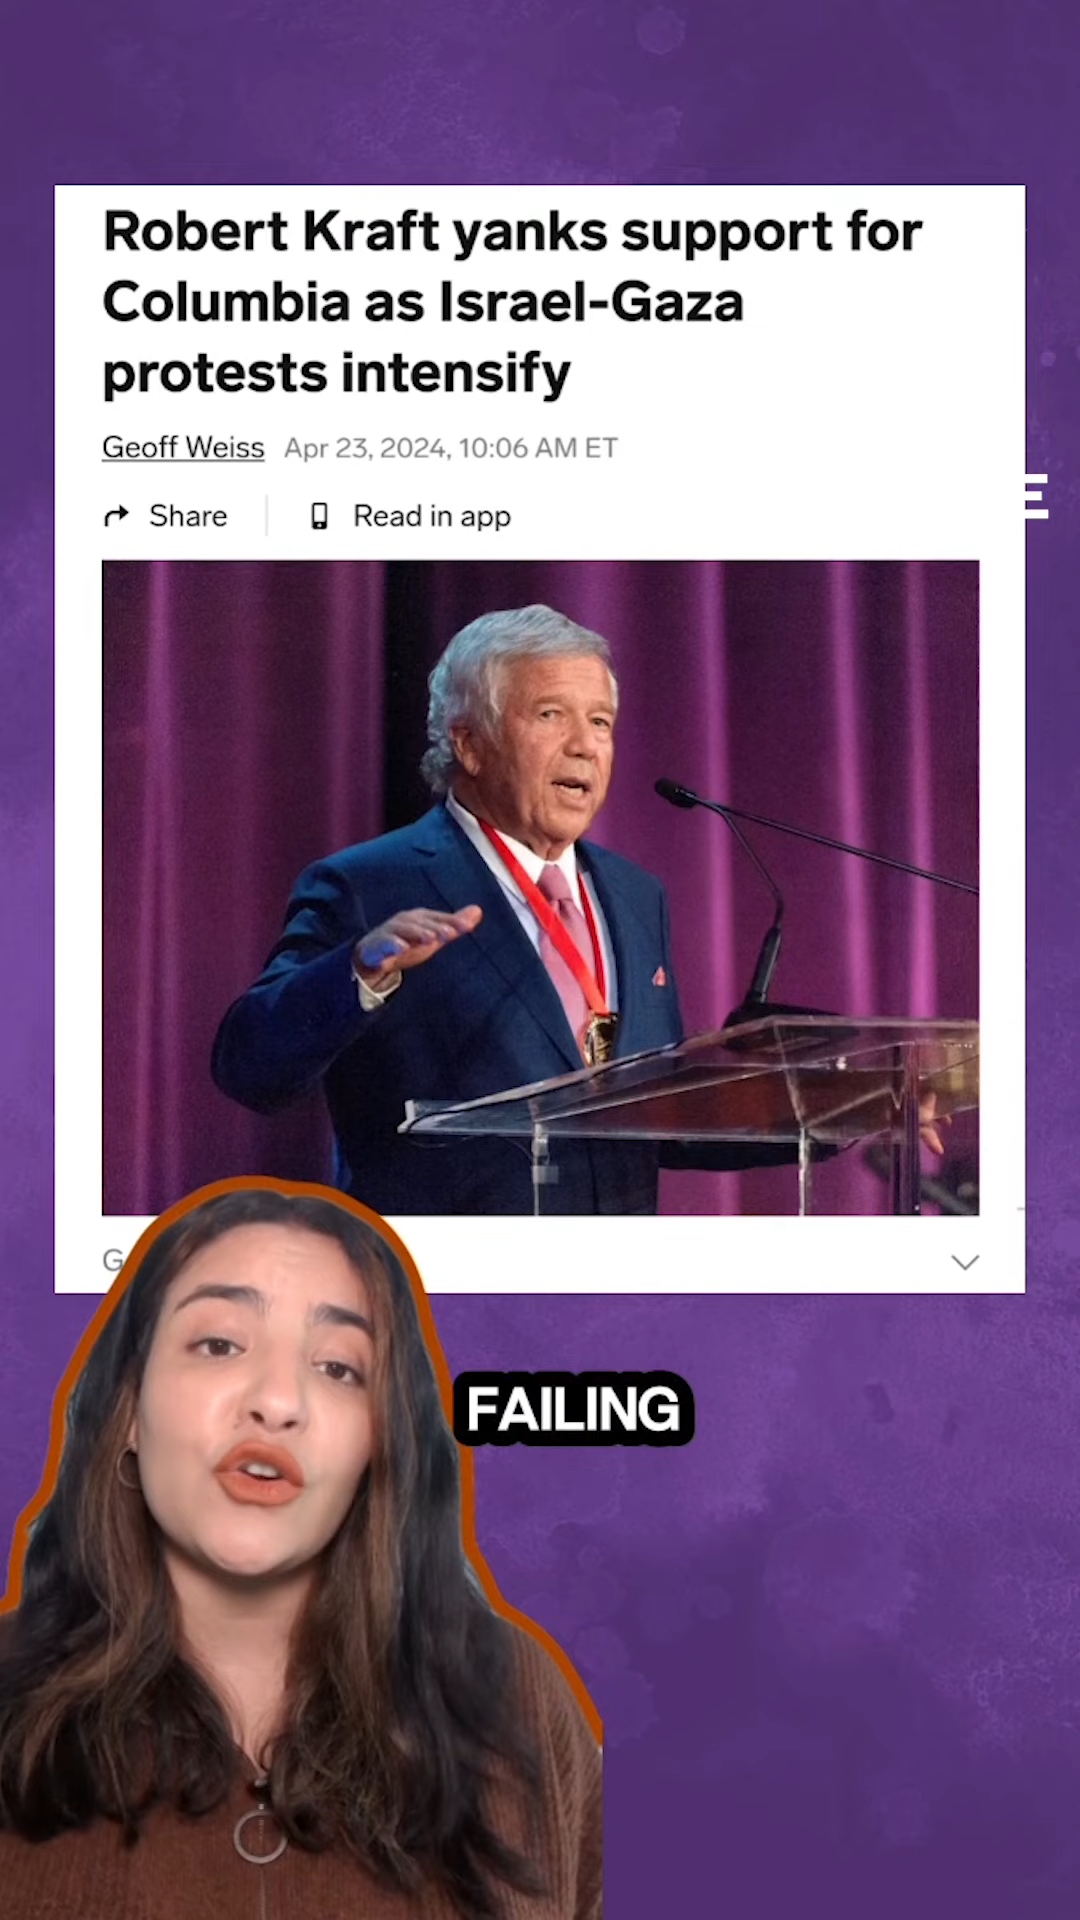 Robert Kraft yanks support for
Columbia as Israel-Gaza
protests intensify
Geoff Weiss Apr 23, 2024, 10:06 AM ET
Share Read in app
E
G
FAILING